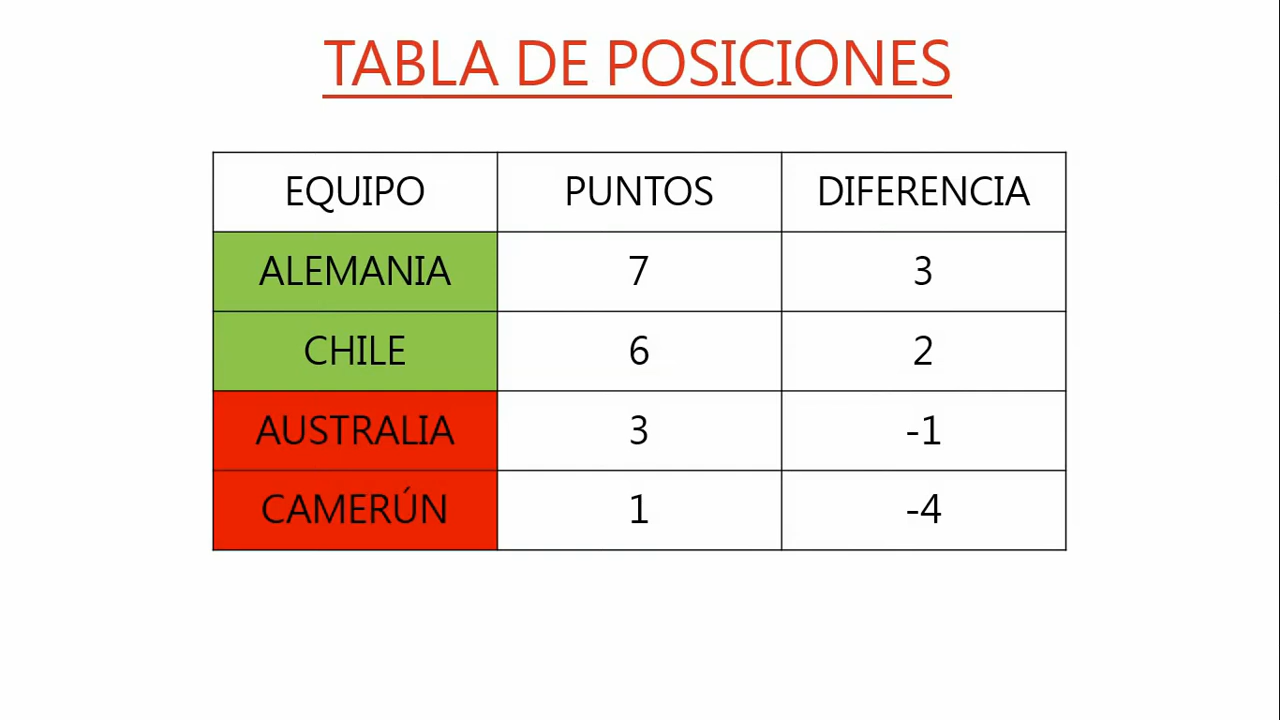 TABLA DE POSICIONES
EQUIPO PUNTOS DIFERENCIA
ALEMANIA 7 3
CHILE 6 2
AUSTRALIA 3 -1
CAMERÚN 1 -4